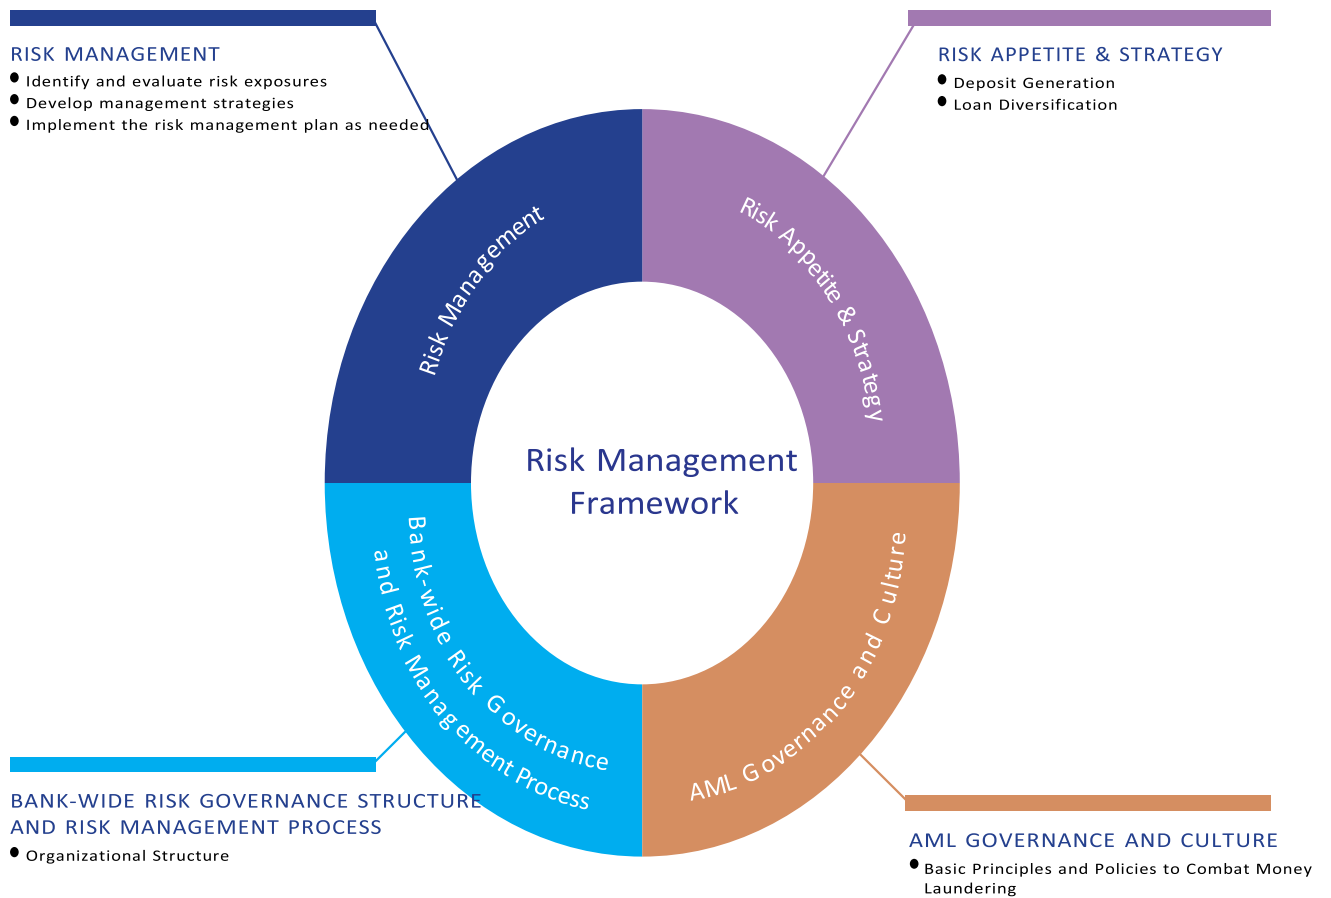 RISK MANAGEMENT
● Identify and evaluate risk exposures
● Develop management strategies
● Implement the risk management plan as needed
RISK APPETITE & STRATEGY
● Deposit Generation
● Loan Diversification
Risk Management
Risk Appetite & Strategy
Risk Management
Framework
Bank-wide Risk Governance
and Risk Management Process
AML Governance and Culture
BANK-WIDE RISK GOVERNANCE STRUCTURE
AND RISK MANAGEMENT PROCESS
● Organizational Structure
AML GOVERNANCE AND CULTURE
● Basic Principles and Policies to Combat Money
Laundering